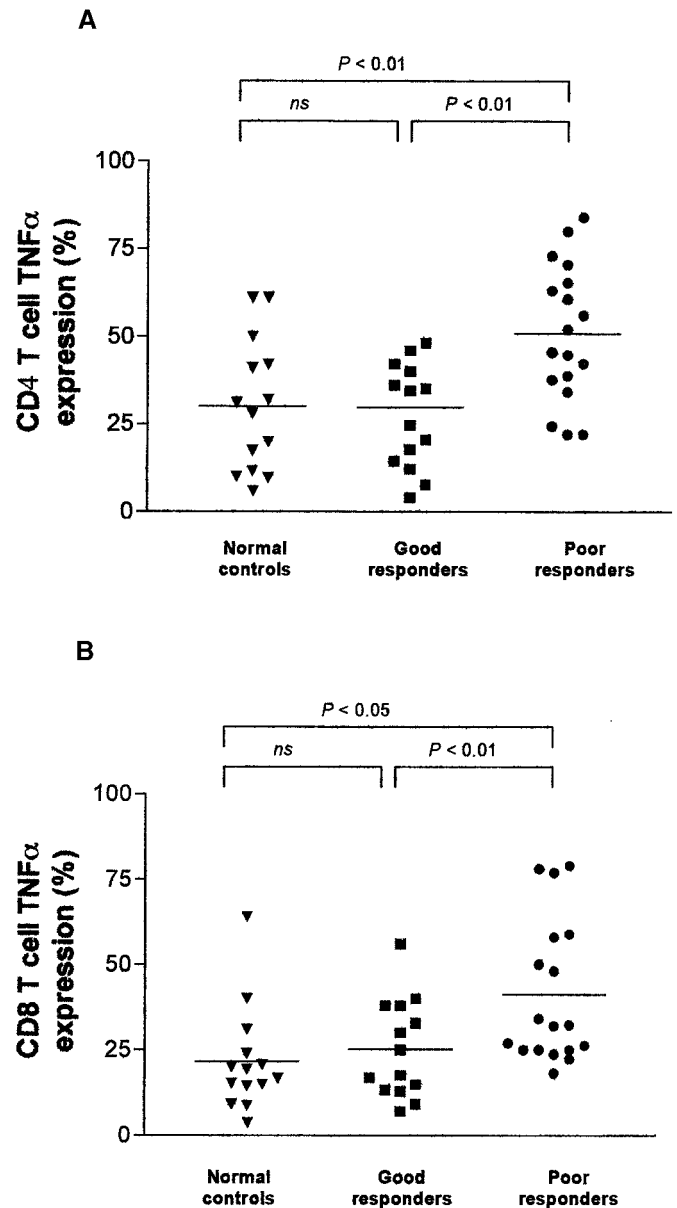 A
P < 0.01
ns
P < 0.01
CD4 T cell TNFα
expression (%)
100
75
50
25
0
Normal
controls
Good
responders
Poor
responders
B
P < 0.05
ns
P < 0.01
CD8 T cell TNFα
expression (%)
100
75
50
25
0
Normal
controls
Good
responders
Poor
responders